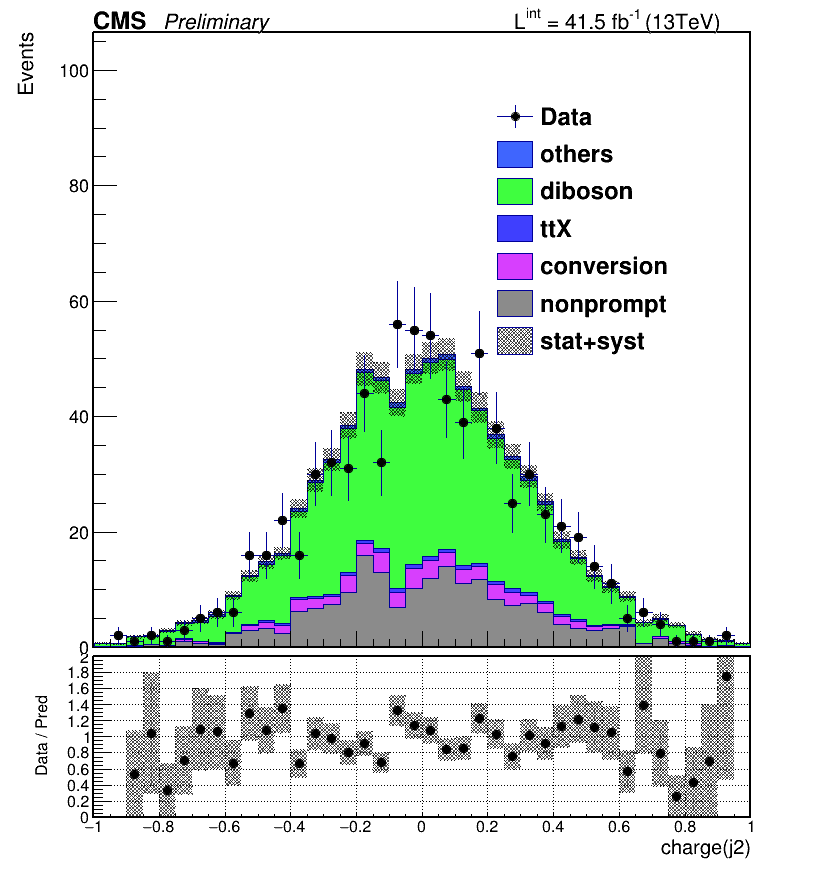 CMS Preliminary L^int = 41.5 fb^-1 (13TeV)
Events
100
80
60
40
20
0
Data
others
diboson
ttX
conversion
nonprompt
stat+syst
Data / Pred
2
1.8
1.6
1.4
1.2
1
0.8
0.6
0.4
0.2
0
−1 −0.8 −0.6 −0.4 −0.2 0 0.2 0.4 0.6 0.8 1
charge(j2)